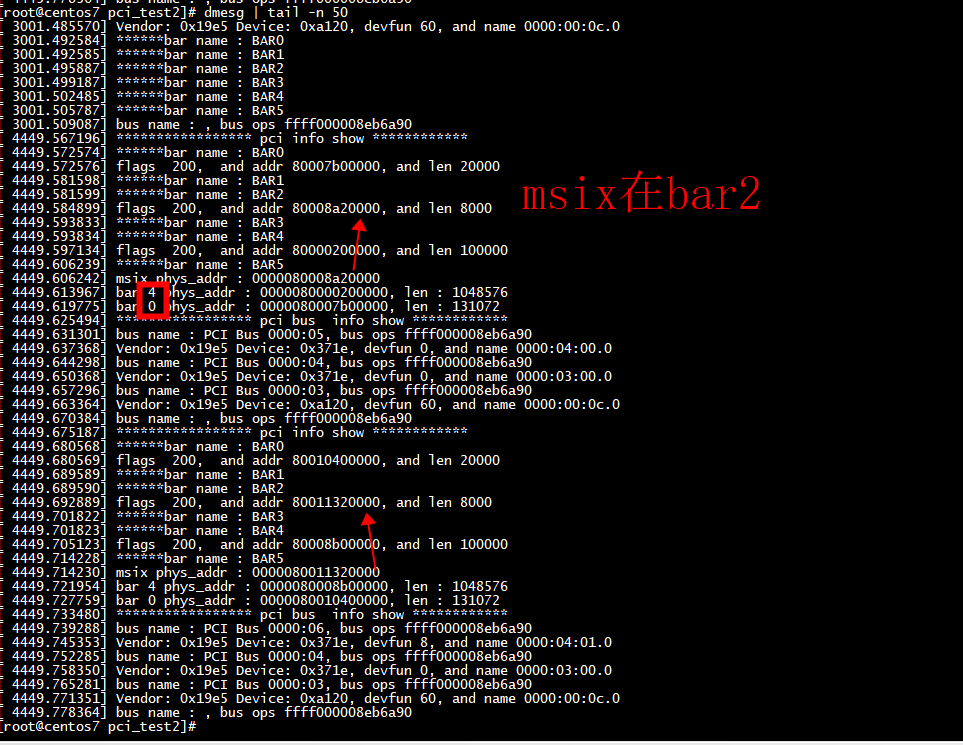 [root@centos7 pci_test2]# dmesg | tail -n 50
[ 3001.485570] Vendor: 0x19e5 Device: 0xa120, devfun 60, and name 0000:00:0c.0
[ 3001.492584] ******bar name : BAR0
[ 3001.492585] ******bar name : BAR1
[ 3001.495887] ******bar name : BAR2
[ 3001.499187] ******bar name : BAR3
[ 3001.502485] ******bar name : BAR4
[ 3001.505787] ******bar name : BAR5
[ 3001.509087] bus name : , bus ops ffff000008eb6a90
[ 4449.567196] ***************** pci info show ************
[ 4449.572574] ******bar name : BAR0
[ 4449.572576] flags  200,  and addr 80007b00000, and len 20000
[ 4449.581598] ******bar name : BAR1
[ 4449.581599] ******bar name : BAR2
[ 4449.584899] flags  200,  and addr 80008a20000, and len 8000
[ 4449.593833] ******bar name : BAR3
[ 4449.593834] ******bar name : BAR4
[ 4449.597134] flags  200,  and addr 80000200000, and len 100000
[ 4449.606239] ******bar name : BAR5
[ 4449.606242] msix phys_addr : 0000080008a20000
[ 4449.613967] bar 4 phys_addr : 0000080000200000, len : 1048576
[ 4449.619775] bar 0 phys_addr : 0000080007b00000, len : 131072
[ 4449.625494] ***************** pci bus  info show ************
[ 4449.631301] bus name : PCI Bus 0000:05, bus ops ffff000008eb6a90
[ 4449.637368] Vendor: 0x19e5 Device: 0x371e, devfun 0, and name 0000:04:00.0
[ 4449.644298] bus name : PCI Bus 0000:04, bus ops ffff000008eb6a90
[ 4449.650368] Vendor: 0x19e5 Device: 0x371e, devfun 0, and name 0000:03:00.0
[ 4449.657296] bus name : PCI Bus 0000:03, bus ops ffff000008eb6a90
[ 4449.663364] Vendor: 0x19e5 Device: 0xa120, devfun 60, and name 0000:00:0c.0
[ 4449.670384] bus name : , bus ops ffff000008eb6a90
[ 4449.675187] ***************** pci info show ************
[ 4449.680568] ******bar name : BAR0
[ 4449.680569] flags  200,  and addr 80010400000, and len 20000
[ 4449.689589] ******bar name : BAR1
[ 4449.689590] ******bar name : BAR2
[ 4449.692889] flags  200,  and addr 80011320000, and len 8000
[ 4449.701822] ******bar name : BAR3
[ 4449.701823] ******bar name : BAR4
[ 4449.705123] flags  200,  and addr 80008b00000, and len 100000
[ 4449.714228] ******bar name : BAR5
[ 4449.714230] msix phys_addr : 0000080011320000
[ 4449.721954] bar 4 phys_addr : 0000080008b00000, len : 1048576
[ 4449.727759] bar 0 phys_addr : 0000080010400000, len : 131072
[ 4449.733480] ***************** pci bus  info show ************
[ 4449.739288] bus name : PCI Bus 0000:06, bus ops ffff000008eb6a90
[ 4449.745353] Vendor: 0x19e5 Device: 0x371e, devfun 8, and name 0000:04:01.0
[ 4449.752285] bus name : PCI Bus 0000:04, bus ops ffff000008eb6a90
[ 4449.758350] Vendor: 0x19e5 Device: 0x371e, devfun 0, and name 0000:03:00.0
[ 4449.765281] bus name : PCI Bus 0000:03, bus ops ffff000008eb6a90
[ 4449.771351] Vendor: 0x19e5 Device: 0xa120, devfun 60, and name 0000:00:0c.0
[ 4449.778364] bus name : , bus ops ffff000008eb6a90
[root@centos7 pci_test2]#
msix在bar2